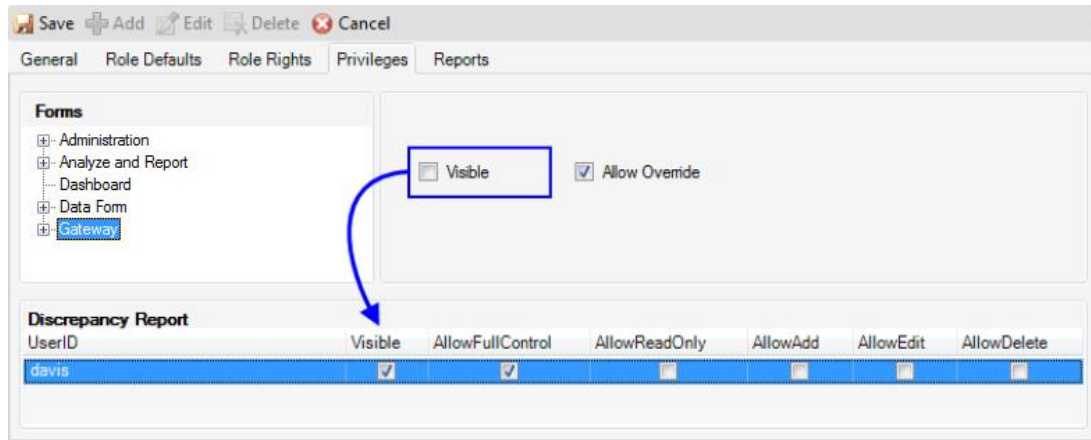 Save Add Edit Delete Cancel
General Role Defaults Role Rights Privileges Reports
Forms
Administration
Analyze and Report
Dashboard
Data Form
Gateway
Visible Allow Override
Discrepancy Report
UserID Visible AllowFullControl AllowReadOnly AllowAdd AllowEdit AllowDelete
davis